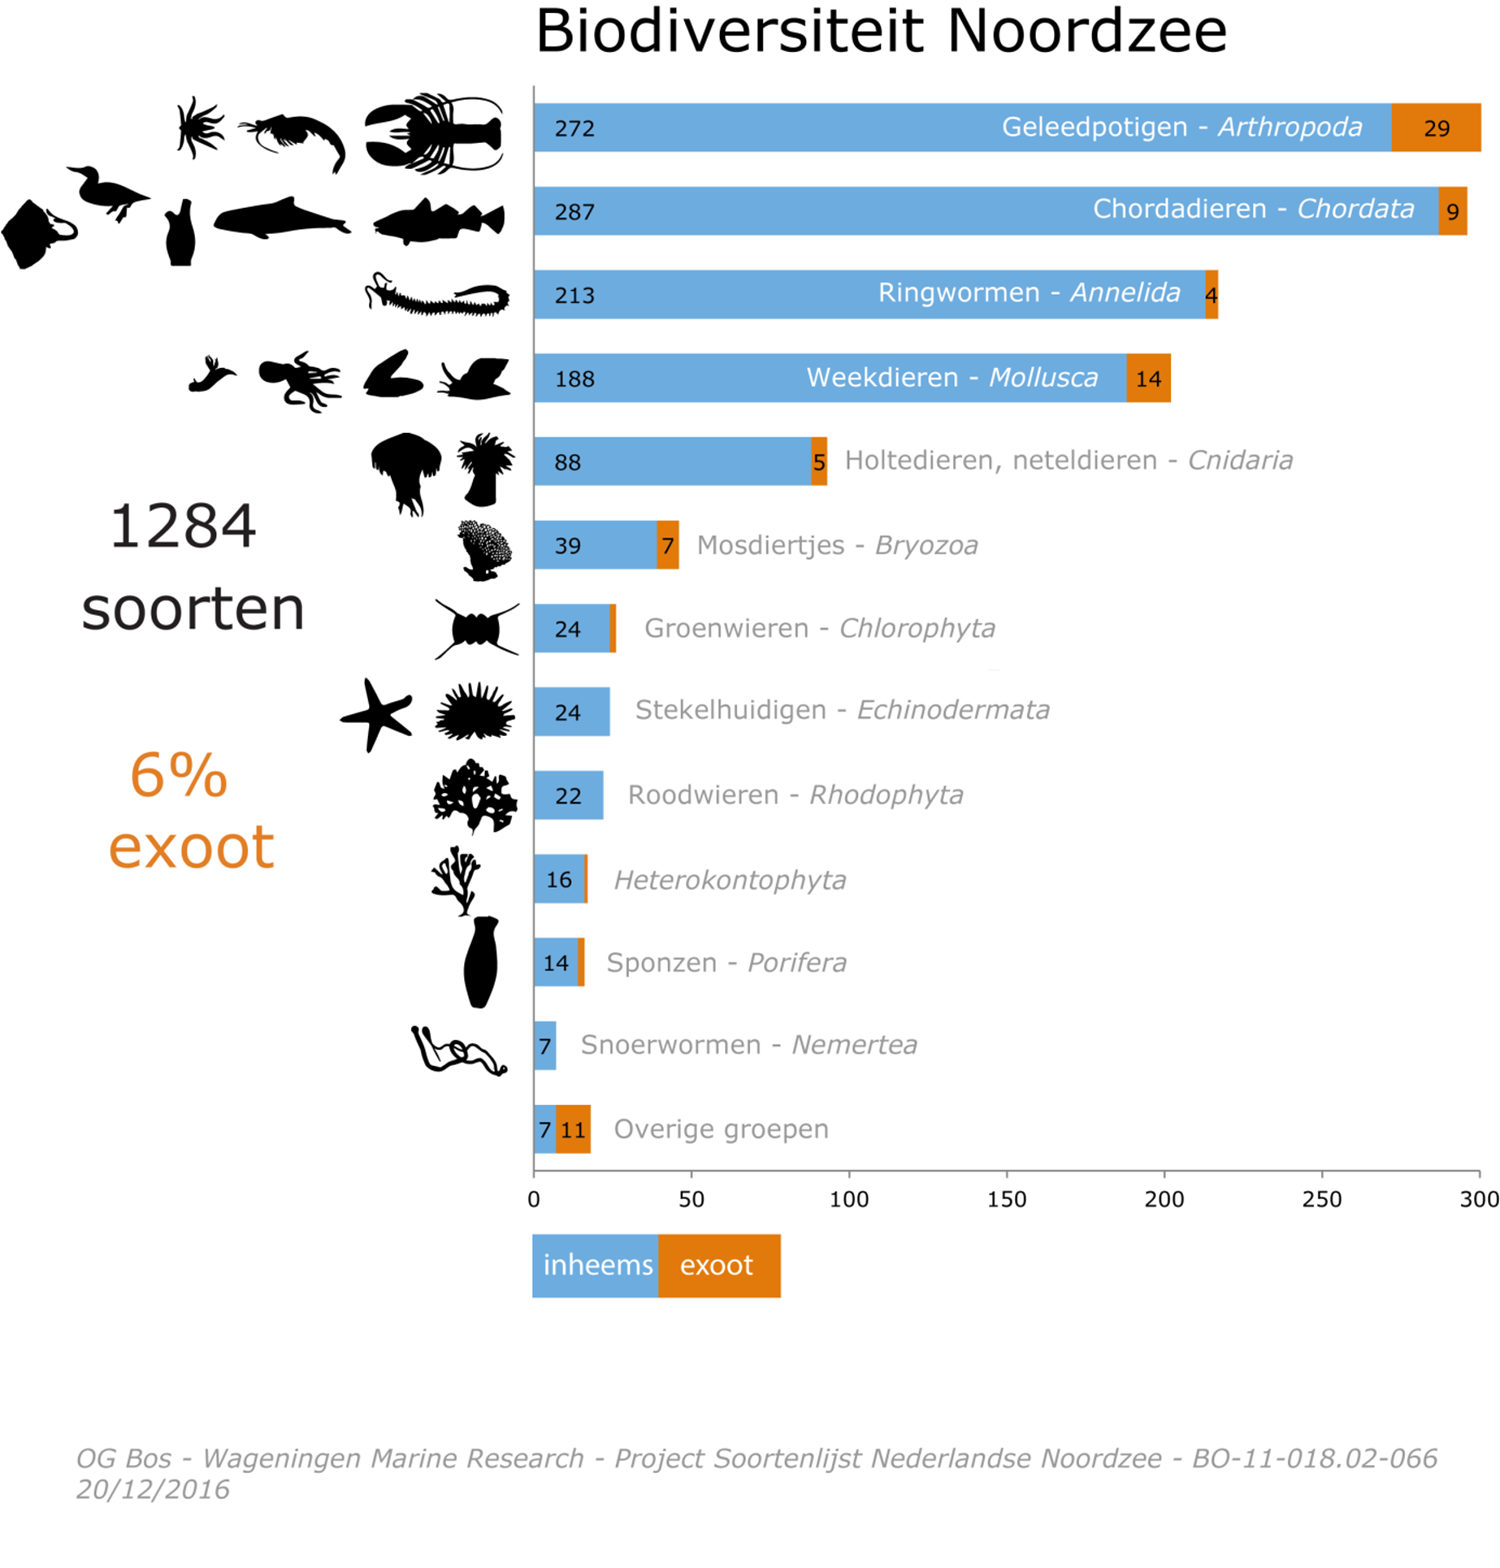 Biodiversiteit Noordzee
272 Geleedpotigen - Arthropoda 29
287 Chordadieren - Chordata 9
213 Ringwormen - Annelida 4
188 Weekdieren - Mollusca 14
88 5 Holtedieren, neteldieren - Cnidaria
39 7 Mosdiertjes - Bryozoa
24 Groenwieren - Chlorophyta
24 Stekelhuidigen - Echinodermata
22 Roodwieren - Rhodophyta
16 Heterokontophyta
14 Sponzen - Porifera
7 Snoerwormen - Nemertea
7 11 Overige groepen
1284
soorten
6%
exoot
0 50 100 150 200 250 300
inheems exoot
OG Bos - Wageningen Marine Research - Project Soortenlijst Nederlandse Noordzee - BO-11-018.02-066
20/12/2016